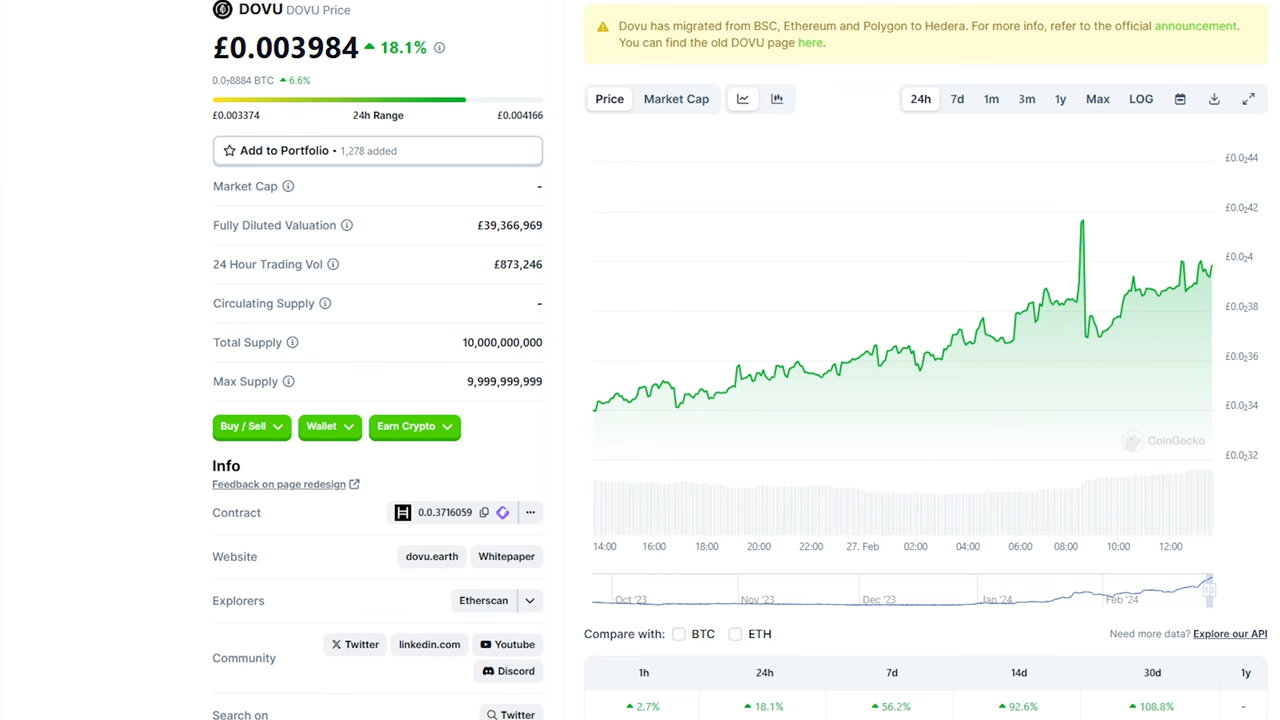 DOVU DOVU Price
£0.003984 18.1%
0.0₇8884 BTC 6.6%
£0.003374 24h Range £0.004166
Add to Portfolio • 1,278 added
Market Cap -
Fully Diluted Valuation £39,366,969
24 Hour Trading Vol £873,246
Circulating Supply -
Total Supply 10,000,000,000
Max Supply 9,999,999,999
Buy / Sell Wallet Earn Crypto
Info
Feedback on page redesign
Contract 0.0.3716059 ...
Website dovu.earth Whitepaper
Explorers Etherscan
Community Twitter linkedin.com Youtube
Discord
Search on Twitter
Dovu has migrated from BSC, Ethereum and Polygon to Hedera. For more info, refer to the official announcement.
You can find the old DOVU page here.
Price Market Cap 24h 7d 1m 3m 1y Max LOG
£0.0₂44
£0.0₂42
£0.0₂4
£0.0₂38
£0.0₂36
£0.0₂34
CoinGecko
£0.0₂32
14:00 16:00 18:00 20:00 22:00 27. Feb 02:00 04:00 06:00 08:00 10:00 12:00
Oct '23 Nov '23 Dec '23 Jan '24 Feb '24
Compare with: BTC ETH Need more data? Explore our API
1h 24h 7d 14d 30d 1y
2.7% 18.1% 56.2% 92.6% 108.8% -